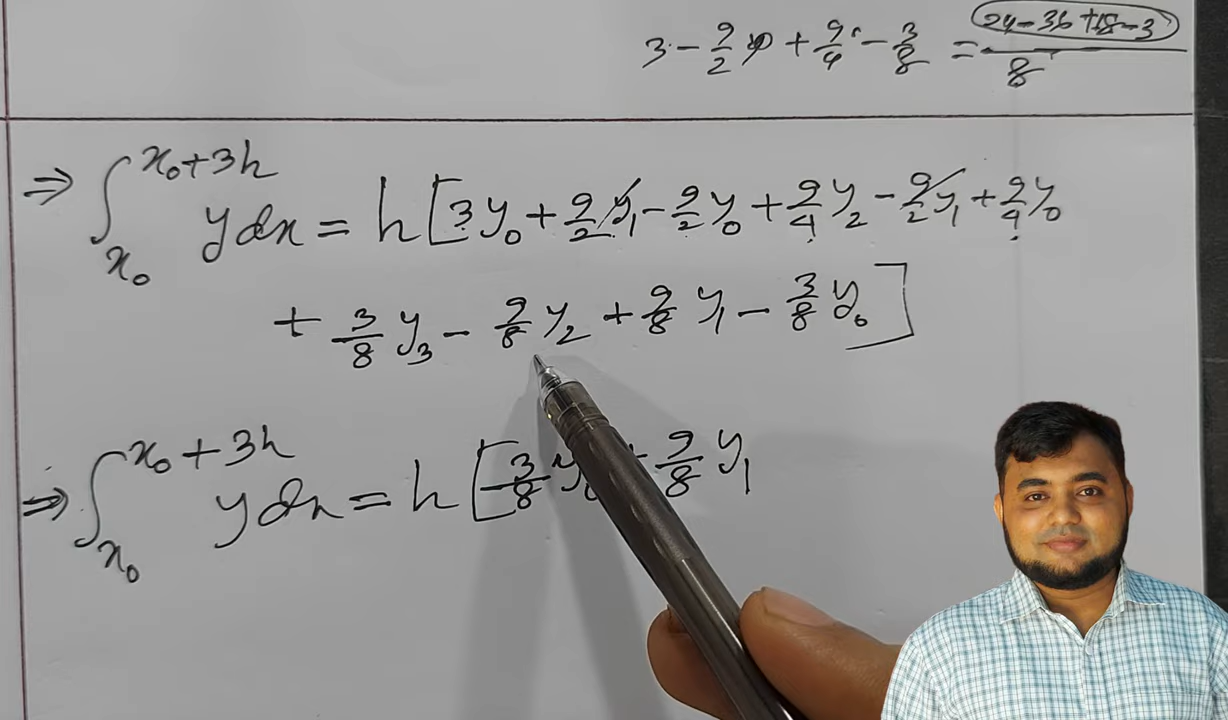 3 - 9/2 + 9/4 - 3/8 = (24 - 36 + 18 - 3)/8
⇒ ∫_{x₀}^{x₀+3h} y dx = h[3y₀ + 9/2 y₁ - 9/2 y₀ + 9/4 y₂ - 9/2 y₁ + 9/4 y₀
+ 3/8 y₃ - 9/8 y₂ + 9/8 y₁ - 3/8 y₀]
⇒ ∫_{x₀}^{x₀+3h} y dx = h[3/8 y₀ + 9/8 y₁